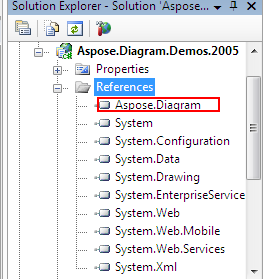 Solution Explorer - Solution 'Aspose...
Aspose.Diagram.Demos.2005
Properties
References
Aspose.Diagram
System
System.Configuration
System.Data
System.Drawing
System.EnterpriseService
System.Web
System.Web.Mobile
System.Web.Services
System.Xml